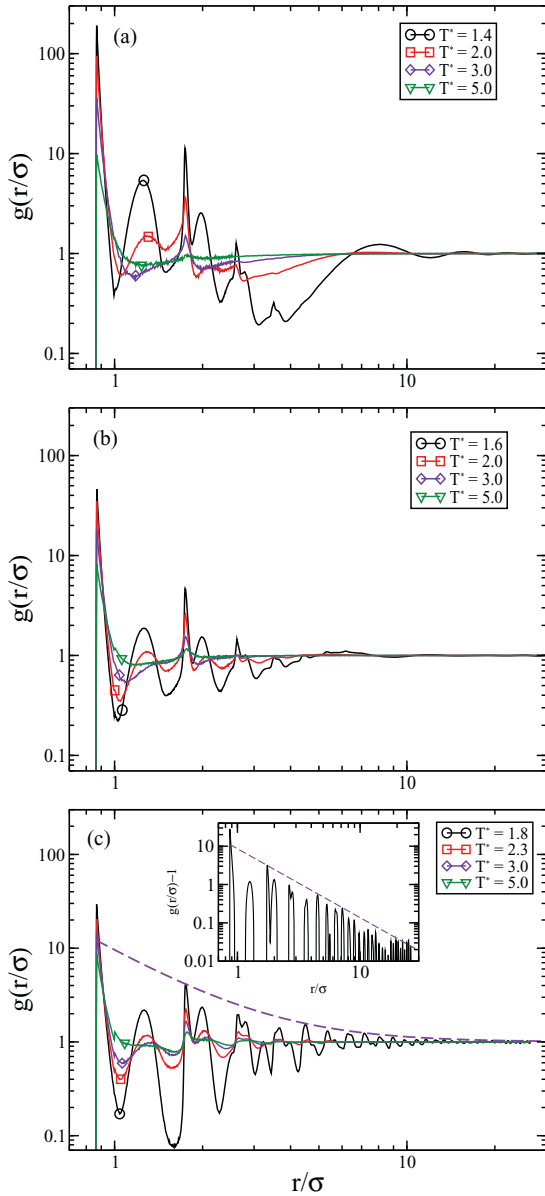 (a)
T* = 1.4
T* = 2.0
T* = 3.0
T* = 5.0
100
10
1
0.1
g(r/σ)
1
10
(b)
T* = 1.6
T* = 2.0
T* = 3.0
T* = 5.0
100
10
1
0.1
g(r/σ)
1
10
(c)
T* = 1.8
T* = 2.3
T* = 3.0
T* = 5.0
10
1
0.1
0.01
g(r/σ)−1
1
10
r/σ
100
10
1
0.1
g(r/σ)
1
10
r/σ